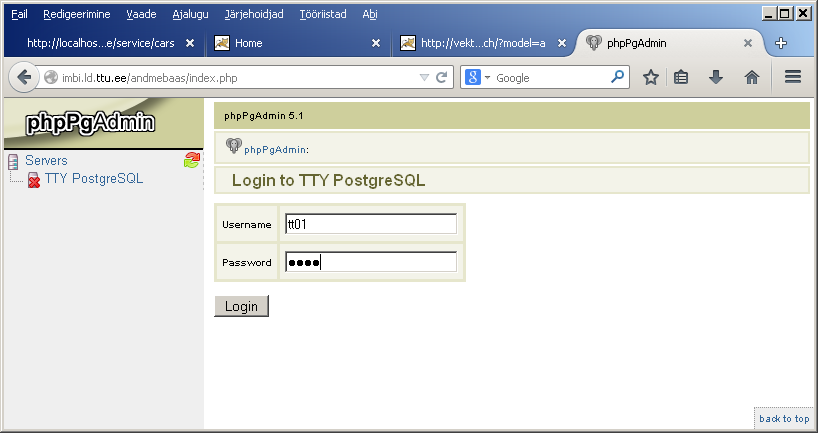 Fail Redigeerimine Vaade Ajalugu Järjehoidjad Tööriistad Abi
http://localhos...e/service/cars Home http://vekt...ch/?model=a phpPgAdmin
imbi.ld.ttu.ee/andmebaas/index.php Google
phpPgAdmin
phpPgAdmin 5.1
Servers
TTY PostgreSQL
phpPgAdmin:
Login to TTY PostgreSQL
Username tt01
Password ●●●●
Login
back to top